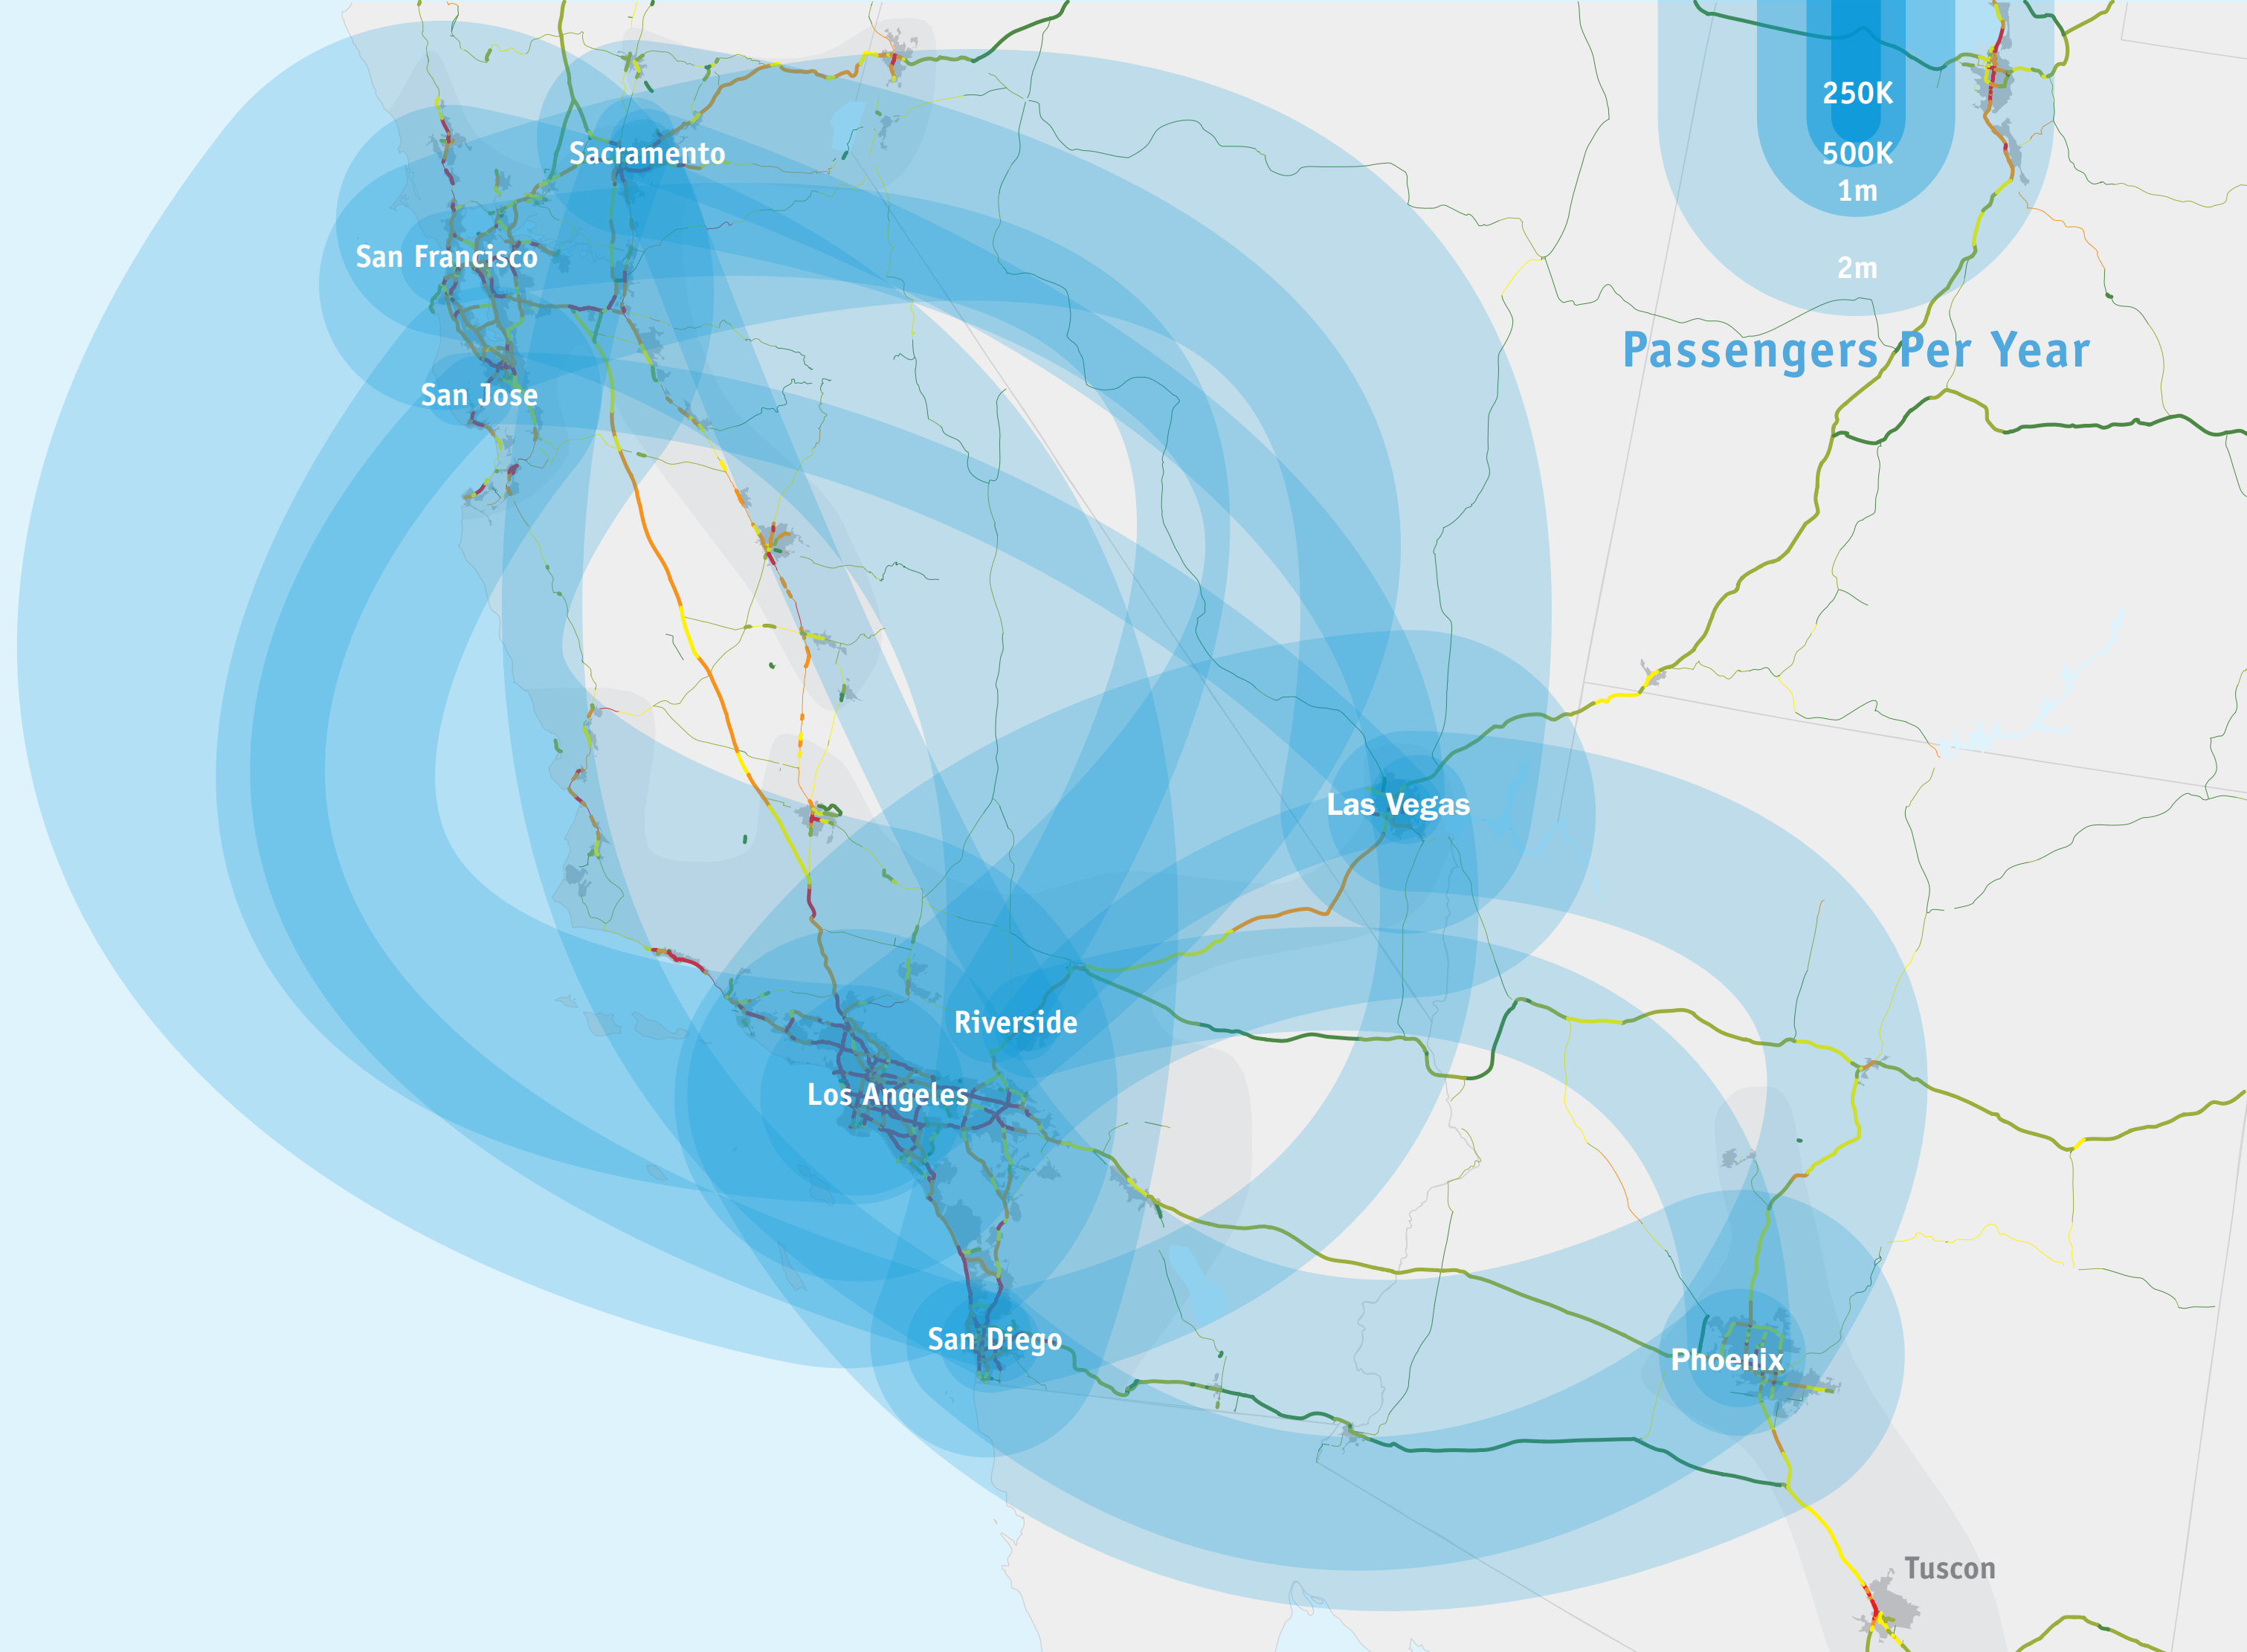 250K
Sacramento
500K
1m
San Francisco
2m
Passengers Per Year
San Jose
Las Vegas
Riverside
Los Angeles
San Diego
Phoenix
Tuscon